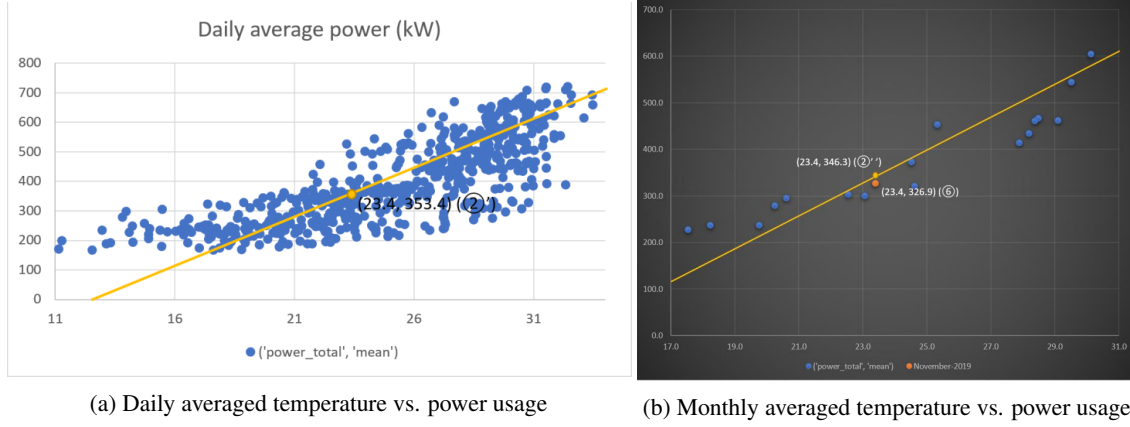 Daily average power (kW)
800
700
600
500
400
300
200
100
0
(23.4, 353.4) (②')
11 16 21 26 31
('power_total', 'mean')
(a) Daily averaged temperature vs. power usage
700.0
600.0
500.0
400.0
300.0
200.0
100.0
0.0
(23.4, 346.3) (②' ')
(23.4, 326.9) (⑥)
17.0 19.0 21.0 23.0 25.0 27.0 29.0 31.0
('power_total', 'mean') November-2019
(b) Monthly averaged temperature vs. power usage